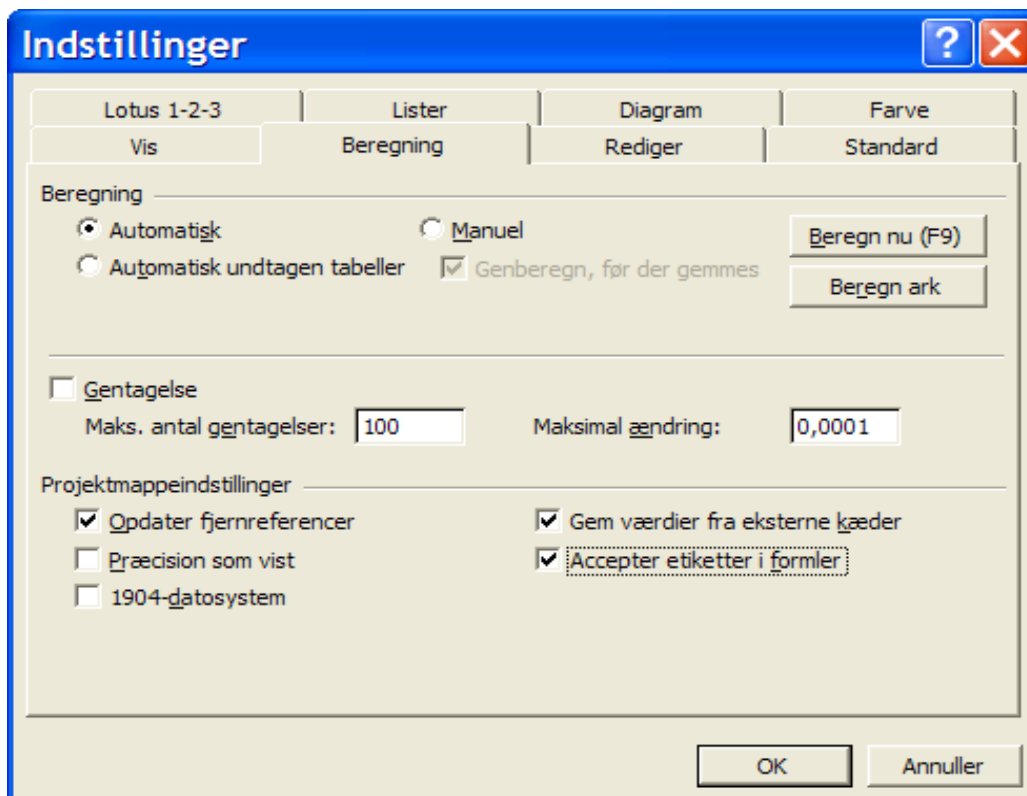 Indstillinger
Lotus 1-2-3 Lister Diagram Farve
Vis Beregning Rediger Standard
Beregning
Automatisk Manuel Beregn nu (F9)
Automatisk undtagen tabeller Genberegn, før der gemmes
Beregn ark
Gentagelse
Maks. antal gentagelser: 100 Maksimal ændring: 0,0001
Projektmappeindstillinger
Opdater fjernreferencer Gem værdier fra eksterne kæder
Præcision som vist Accepter etiketter i formler
1904-datosystem
OK Annuller